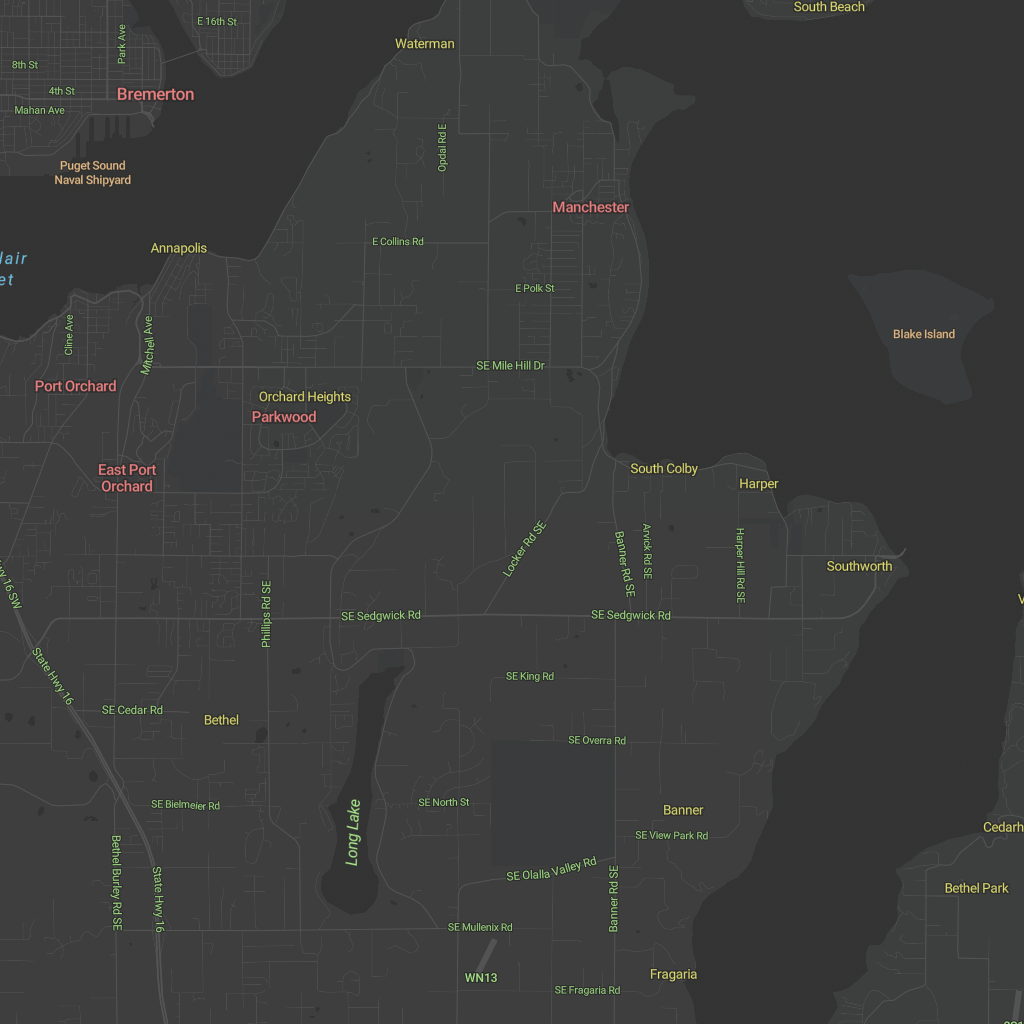 South Beach
E 16th St
Park Ave
Waterman
8th St
4th St
Bremerton
Mahan Ave
Opdal Rd E
Puget Sound
Naval Shipyard
Manchester
E Collins Rd
Annapolis
lair
et
E Polk St
Cline Ave
Mitchell Ave
Blake Island
SE Mile Hill Dr
Port Orchard
Orchard Heights
Parkwood
East Port
Orchard
South Colby
Harper
Locker Rd SE
Banner Rd SE
Arvick Rd SE
Harper Hill Rd SE
Southworth
wy 16 SW
Phillips Rd SE
SE Sedgwick Rd
SE Sedgwick Rd
State Hwy 16
SE King Rd
SE Cedar Rd
Bethel
SE Overra Rd
SE Bielmeier Rd
SE North St
Long Lake
Banner
SE View Park Rd
Cedarh
SE Olalla Valley Rd
Bethel Park
Bethel Burley Rd SE
State Hwy 16
Banner Rd SE
SE Mullenix Rd
WN13
Fragaria
SE Fragaria Rd